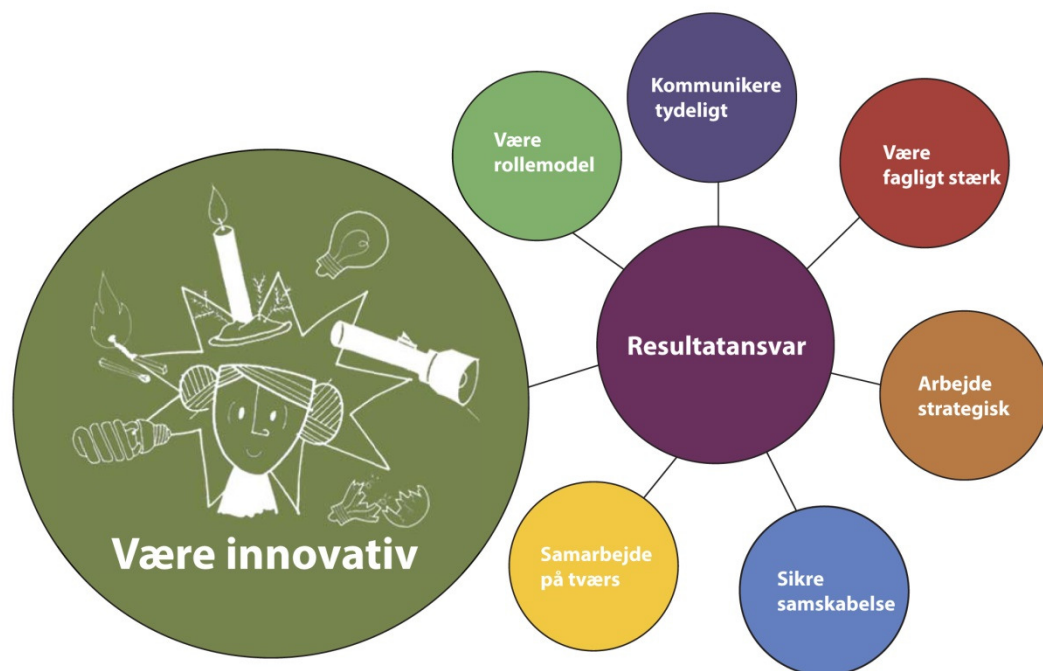 Kommunikere
tydeligt
Være
rollemodel
Være
fagligt stærk
Resultatansvar
Arbejde
strategisk
Være innovativ
Samarbejde
på tværs
Sikre
samskabelse